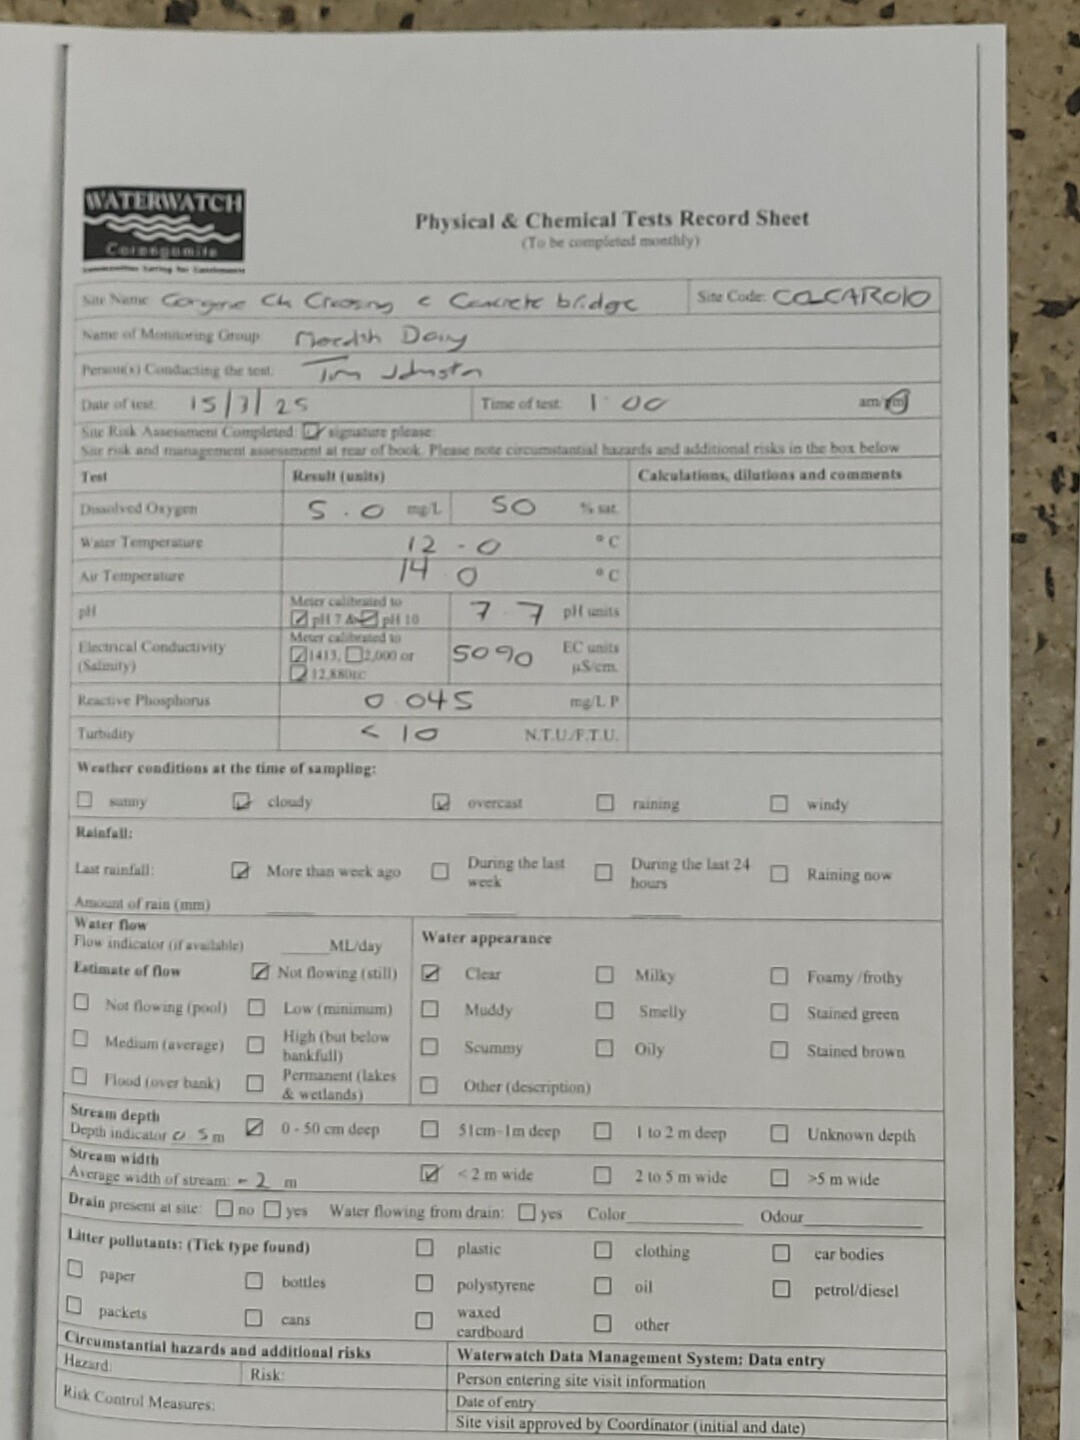 WATERWATCH
Corangamite
Communities Caring for Catchments
Physical & Chemical Tests Record Sheet
(To be completed monthly)
Site Name Ck Crossing Concrete bridge Site Code:
Name of Monitoring Group: Meredith Dairy
Person(s) Conducting the test: Tim Johnston
Date of test: 15/7/25 Time of test: 1:00 am/pm
Site Risk Assessment Completed: signature please:
Site risk and management assessment at rear of book. Please note circumstantial hazards and additional risks in the box below
Test Result (units) Calculations, dilutions and comments
Dissolved Oxygen 5.0 mg/L 50 % sat.
Water Temperature 12.0 °C
Air Temperature 14.0 °C
pH Meter calibrated to pH 7 & pH 10 7.7 pH units
Electrical Conductivity (Salinity) Meter calibrated to 1413, 2,000 or 12,880EC 5090 EC units µS/cm.
Reactive Phosphorus 0.045 mg/L P
Turbidity < 10 N.T.U./F.T.U.
Weather conditions at the time of sampling:
sunny cloudy overcast raining windy
Rainfall:
Last rainfall: More than week ago During the last week During the last 24 hours Raining now
Amount of rain (mm)
Water flow
Flow indicator (if available) ML/day Water appearance
Estimate of flow Not flowing (still) Clear Milky Foamy /frothy
Not flowing (pool) Low (minimum) Muddy Smelly Stained green
Medium (average) High (but below bankfull) Scummy Oily Stained brown
Flood (over bank) Permanent (lakes & wetlands) Other (description)
Stream depth
Depth indicator 0.5 m 0 - 50 cm deep 51cm-1m deep 1 to 2 m deep Unknown depth
Stream width
Average width of stream: ~ 2 m < 2 m wide 2 to 5 m wide >5 m wide
Drain present at site: no yes Water flowing from drain: yes Color Odour
Litter pollutants: (Tick type found) plastic clothing car bodies
paper bottles polystyrene oil petrol/diesel
packets cans waxed cardboard other
Circumstantial hazards and additional risks Waterwatch Data Management System: Data entry
Hazard: Risk: Person entering site visit information
Risk Control Measures: Date of entry
Site visit approved by Coordinator (initial and date)